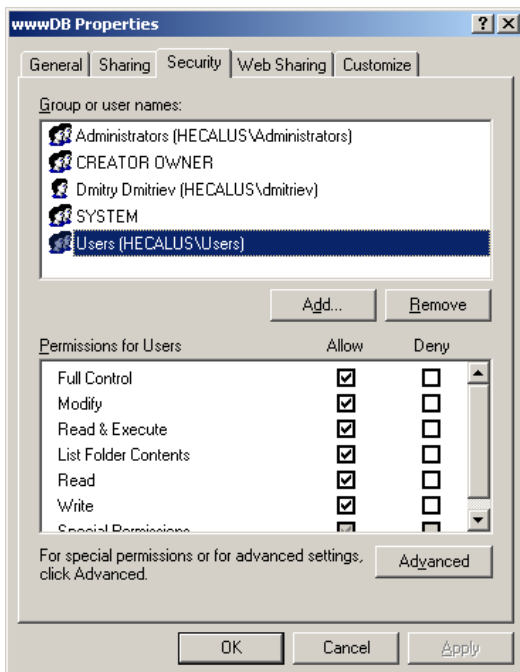 wwwDB Properties
General Sharing Security Web Sharing Customize
Group or user names:
Administrators (HECALUS\Administrators)
CREATOR OWNER
Dmitry Dmitriev (HECALUS\dmitriev)
SYSTEM
Users (HECALUS\Users)
Add... Remove
Permissions for Users Allow Deny
Full Control
Modify
Read & Execute
List Folder Contents
Read
Write
Special Permissions
For special permissions or for advanced settings,
click Advanced.
Advanced
OK Cancel Apply